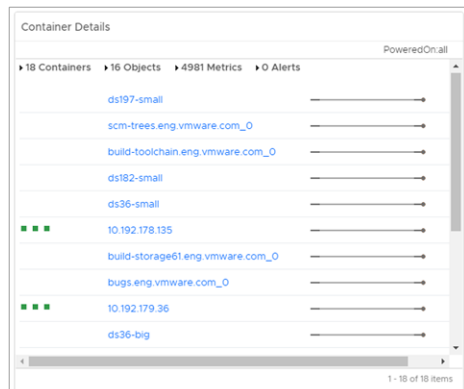 Container Details
PoweredOn:all
18 Containers 16 Objects 4981 Metrics 0 Alerts
ds197-small
scm-trees.eng.vmware.com_0
build-toolchain.eng.vmware.com_0
ds182-small
ds36-small
10.192.178.135
build-storage61.eng.vmware.com_0
bugs.eng.vmware.com_0
10.192.179.36
ds36-big
1 - 18 of 18 items